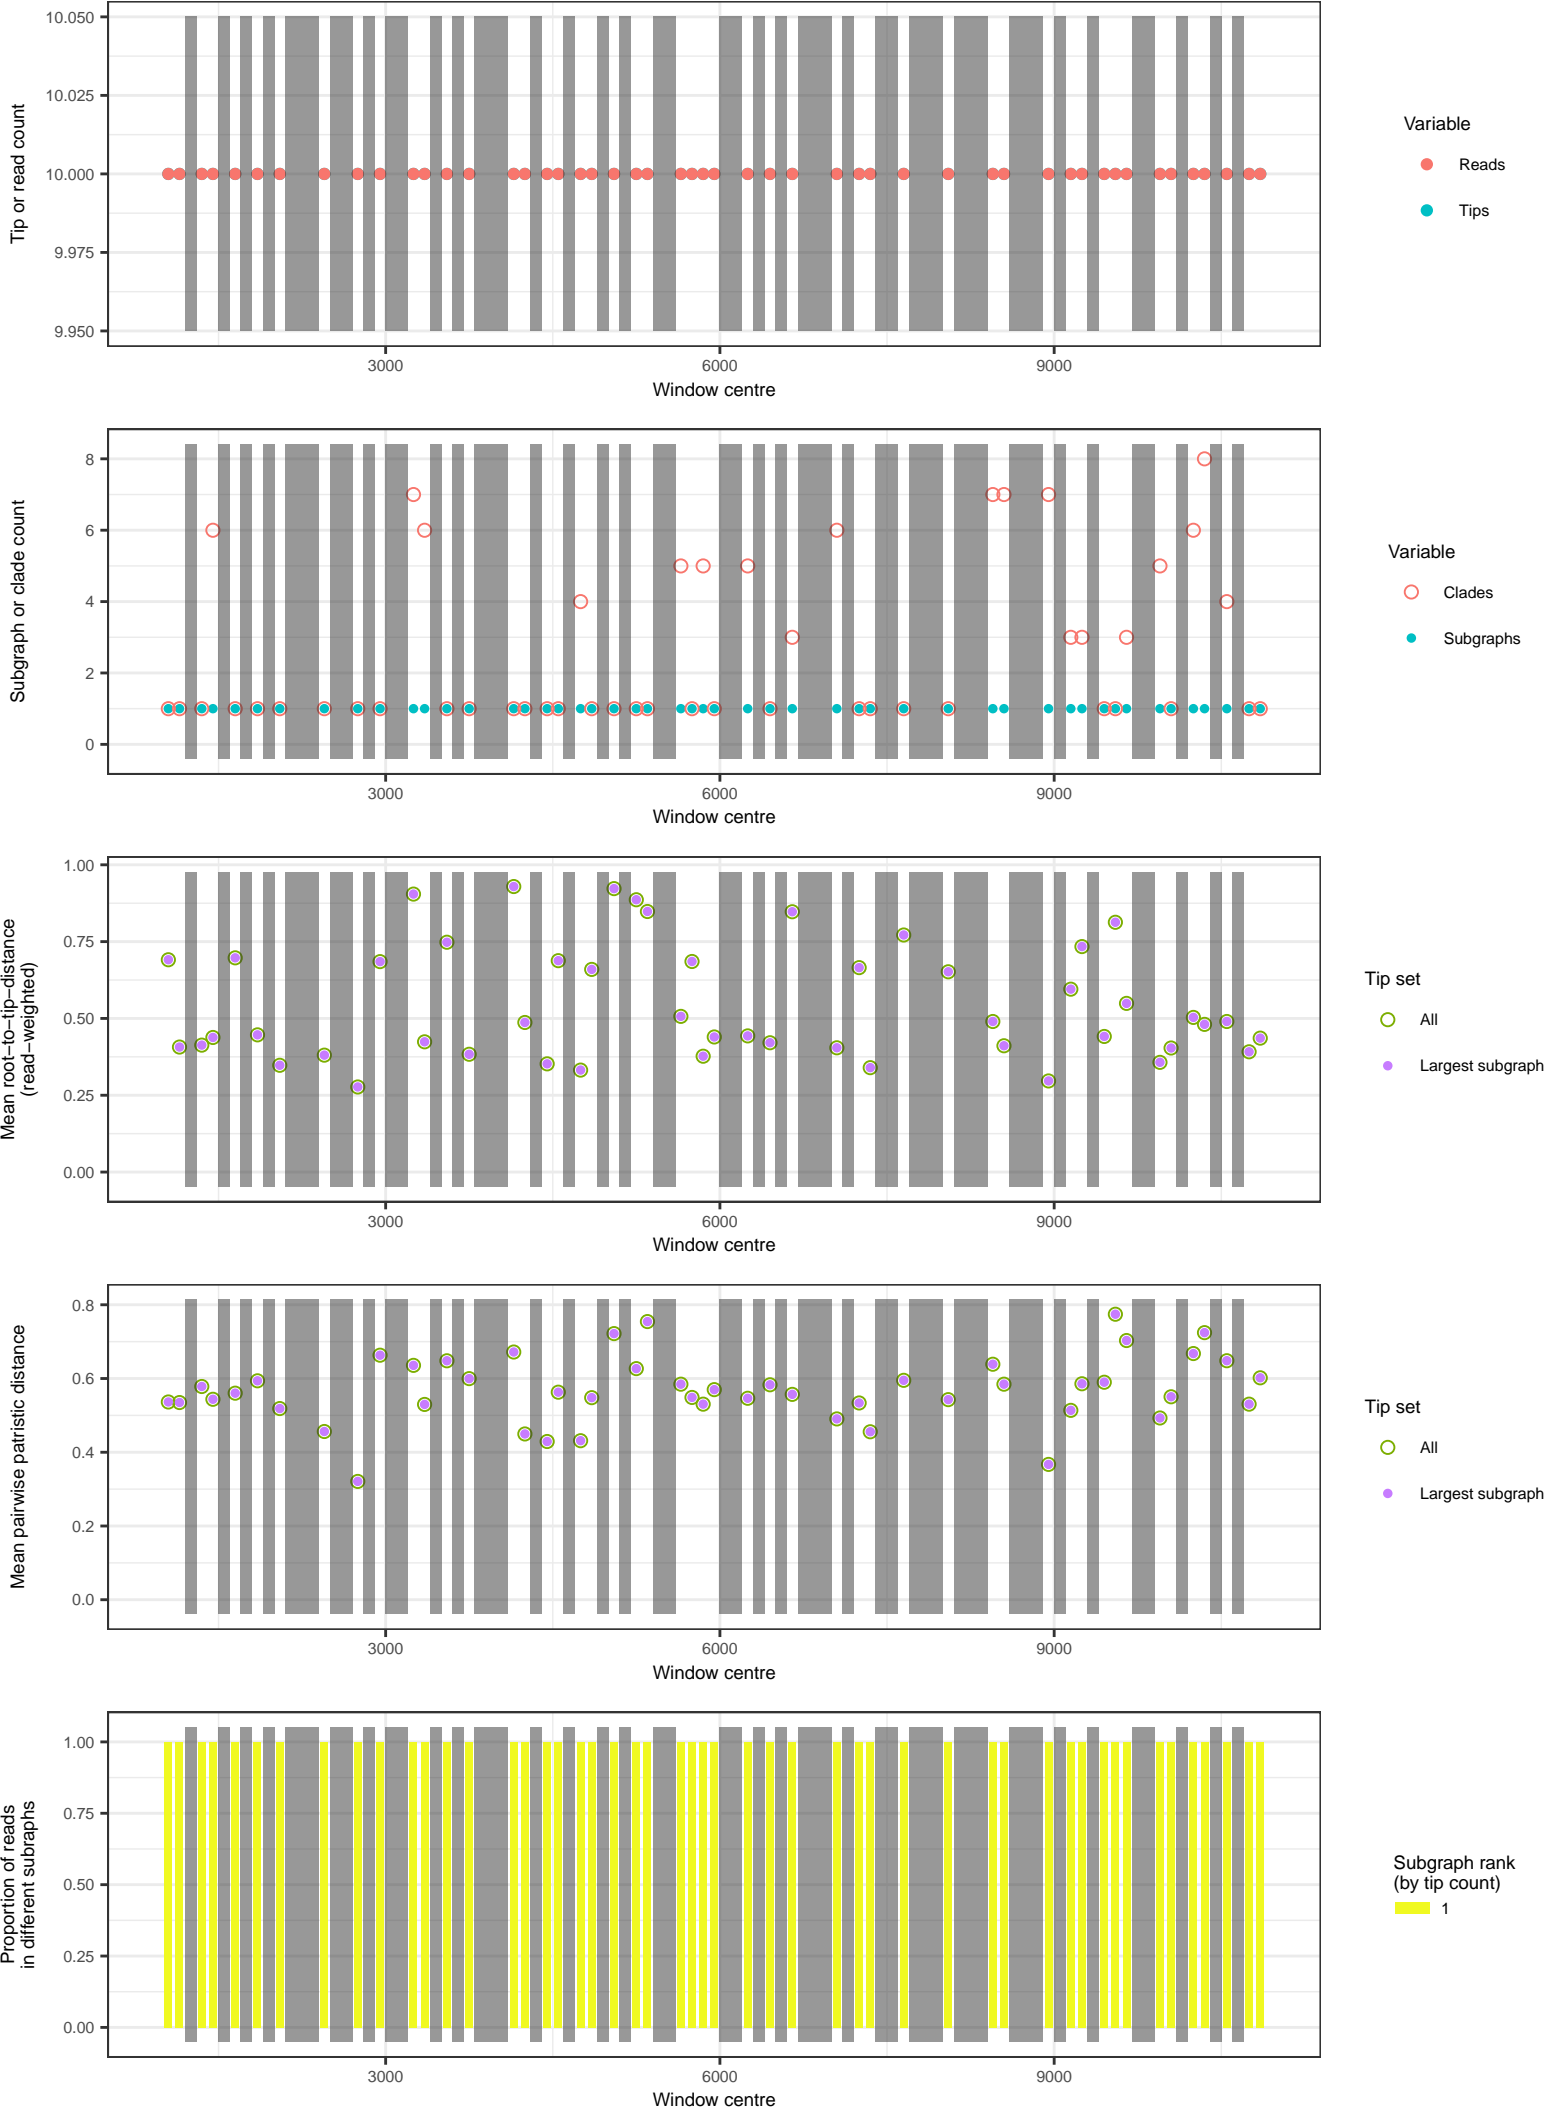 10.050
10.025
10.000
9.975
9.950
Tip or read count
3000
6000
9000
Window centre
Variable
Reads
Tips
8
6
4
2
0
Subgraph or clade count
3000
6000
9000
Window centre
Variable
Clades
Subgraphs
1.00
0.75
0.50
0.25
0.00
Mean root−to−tip−distance
(read−weighted)
3000
6000
9000
Window centre
Tip set
All
Largest subgraph
0.8
0.6
0.4
0.2
0.0
Mean pairwise patristic distance
3000
6000
9000
Window centre
Tip set
All
Largest subgraph
1.00
0.75
0.50
0.25
0.00
Proportion of reads
in different subraphs
3000
6000
9000
Window centre
Subgraph rank
(by tip count)
1